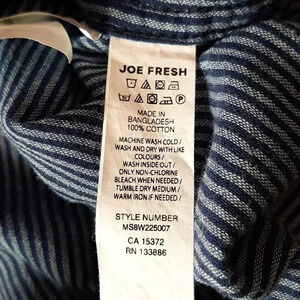 JOE FRESH
MADE IN
BANGLADESH
100% COTTON
MACHINE WASH COLD /
WASH AND DRY WITH LIKE
COLOURS /
WASH INSIDE OUT /
ONLY NON-CHLORINE
BLEACH WHEN NEEDED /
TUMBLE DRY MEDIUM /
WARM IRON IF NEEDED /
STYLE NUMBER
MS8W225007
CA 15372
RN 133886